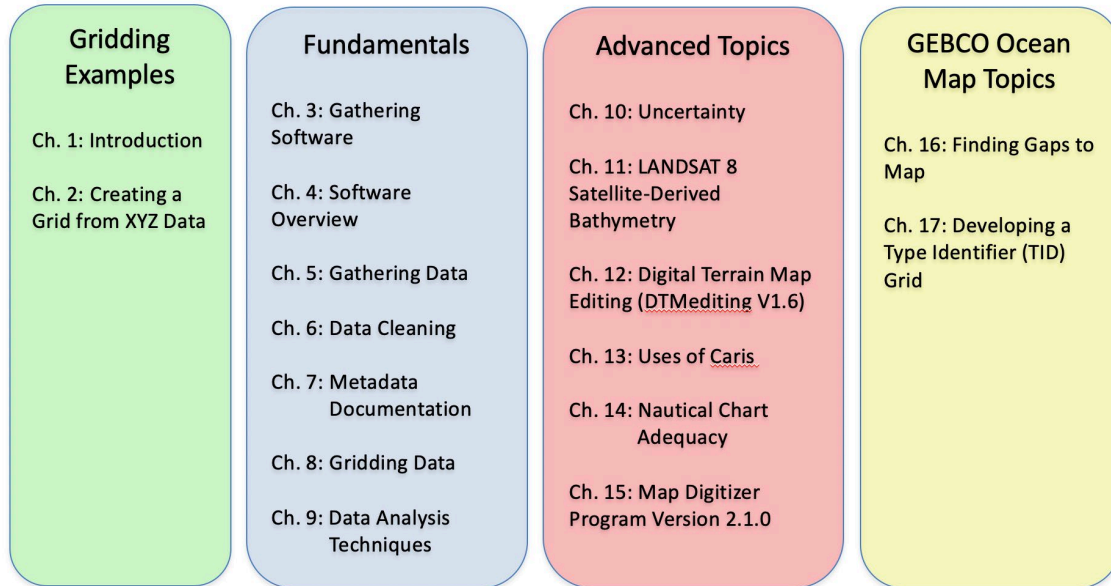 Gridding
Examples
Ch. 1: Introduction
Ch. 2: Creating a
Grid from XYZ Data
Fundamentals
Ch. 3: Gathering
Software
Ch. 4: Software
Overview
Ch. 5: Gathering Data
Ch. 6: Data Cleaning
Ch. 7: Metadata
Documentation
Ch. 8: Gridding Data
Ch. 9: Data Analysis
Techniques
Advanced Topics
Ch. 10: Uncertainty
Ch. 11: LANDSAT 8
Satellite-Derived
Bathymetry
Ch. 12: Digital Terrain Map
Editing (DTMediting V1.6)
Ch. 13: Uses of Caris
Ch. 14: Nautical Chart
Adequacy
Ch. 15: Map Digitizer
Program Version 2.1.0
GEBCO Ocean
Map Topics
Ch. 16: Finding Gaps to
Map
Ch. 17: Developing a
Type Identifier (TID)
Grid